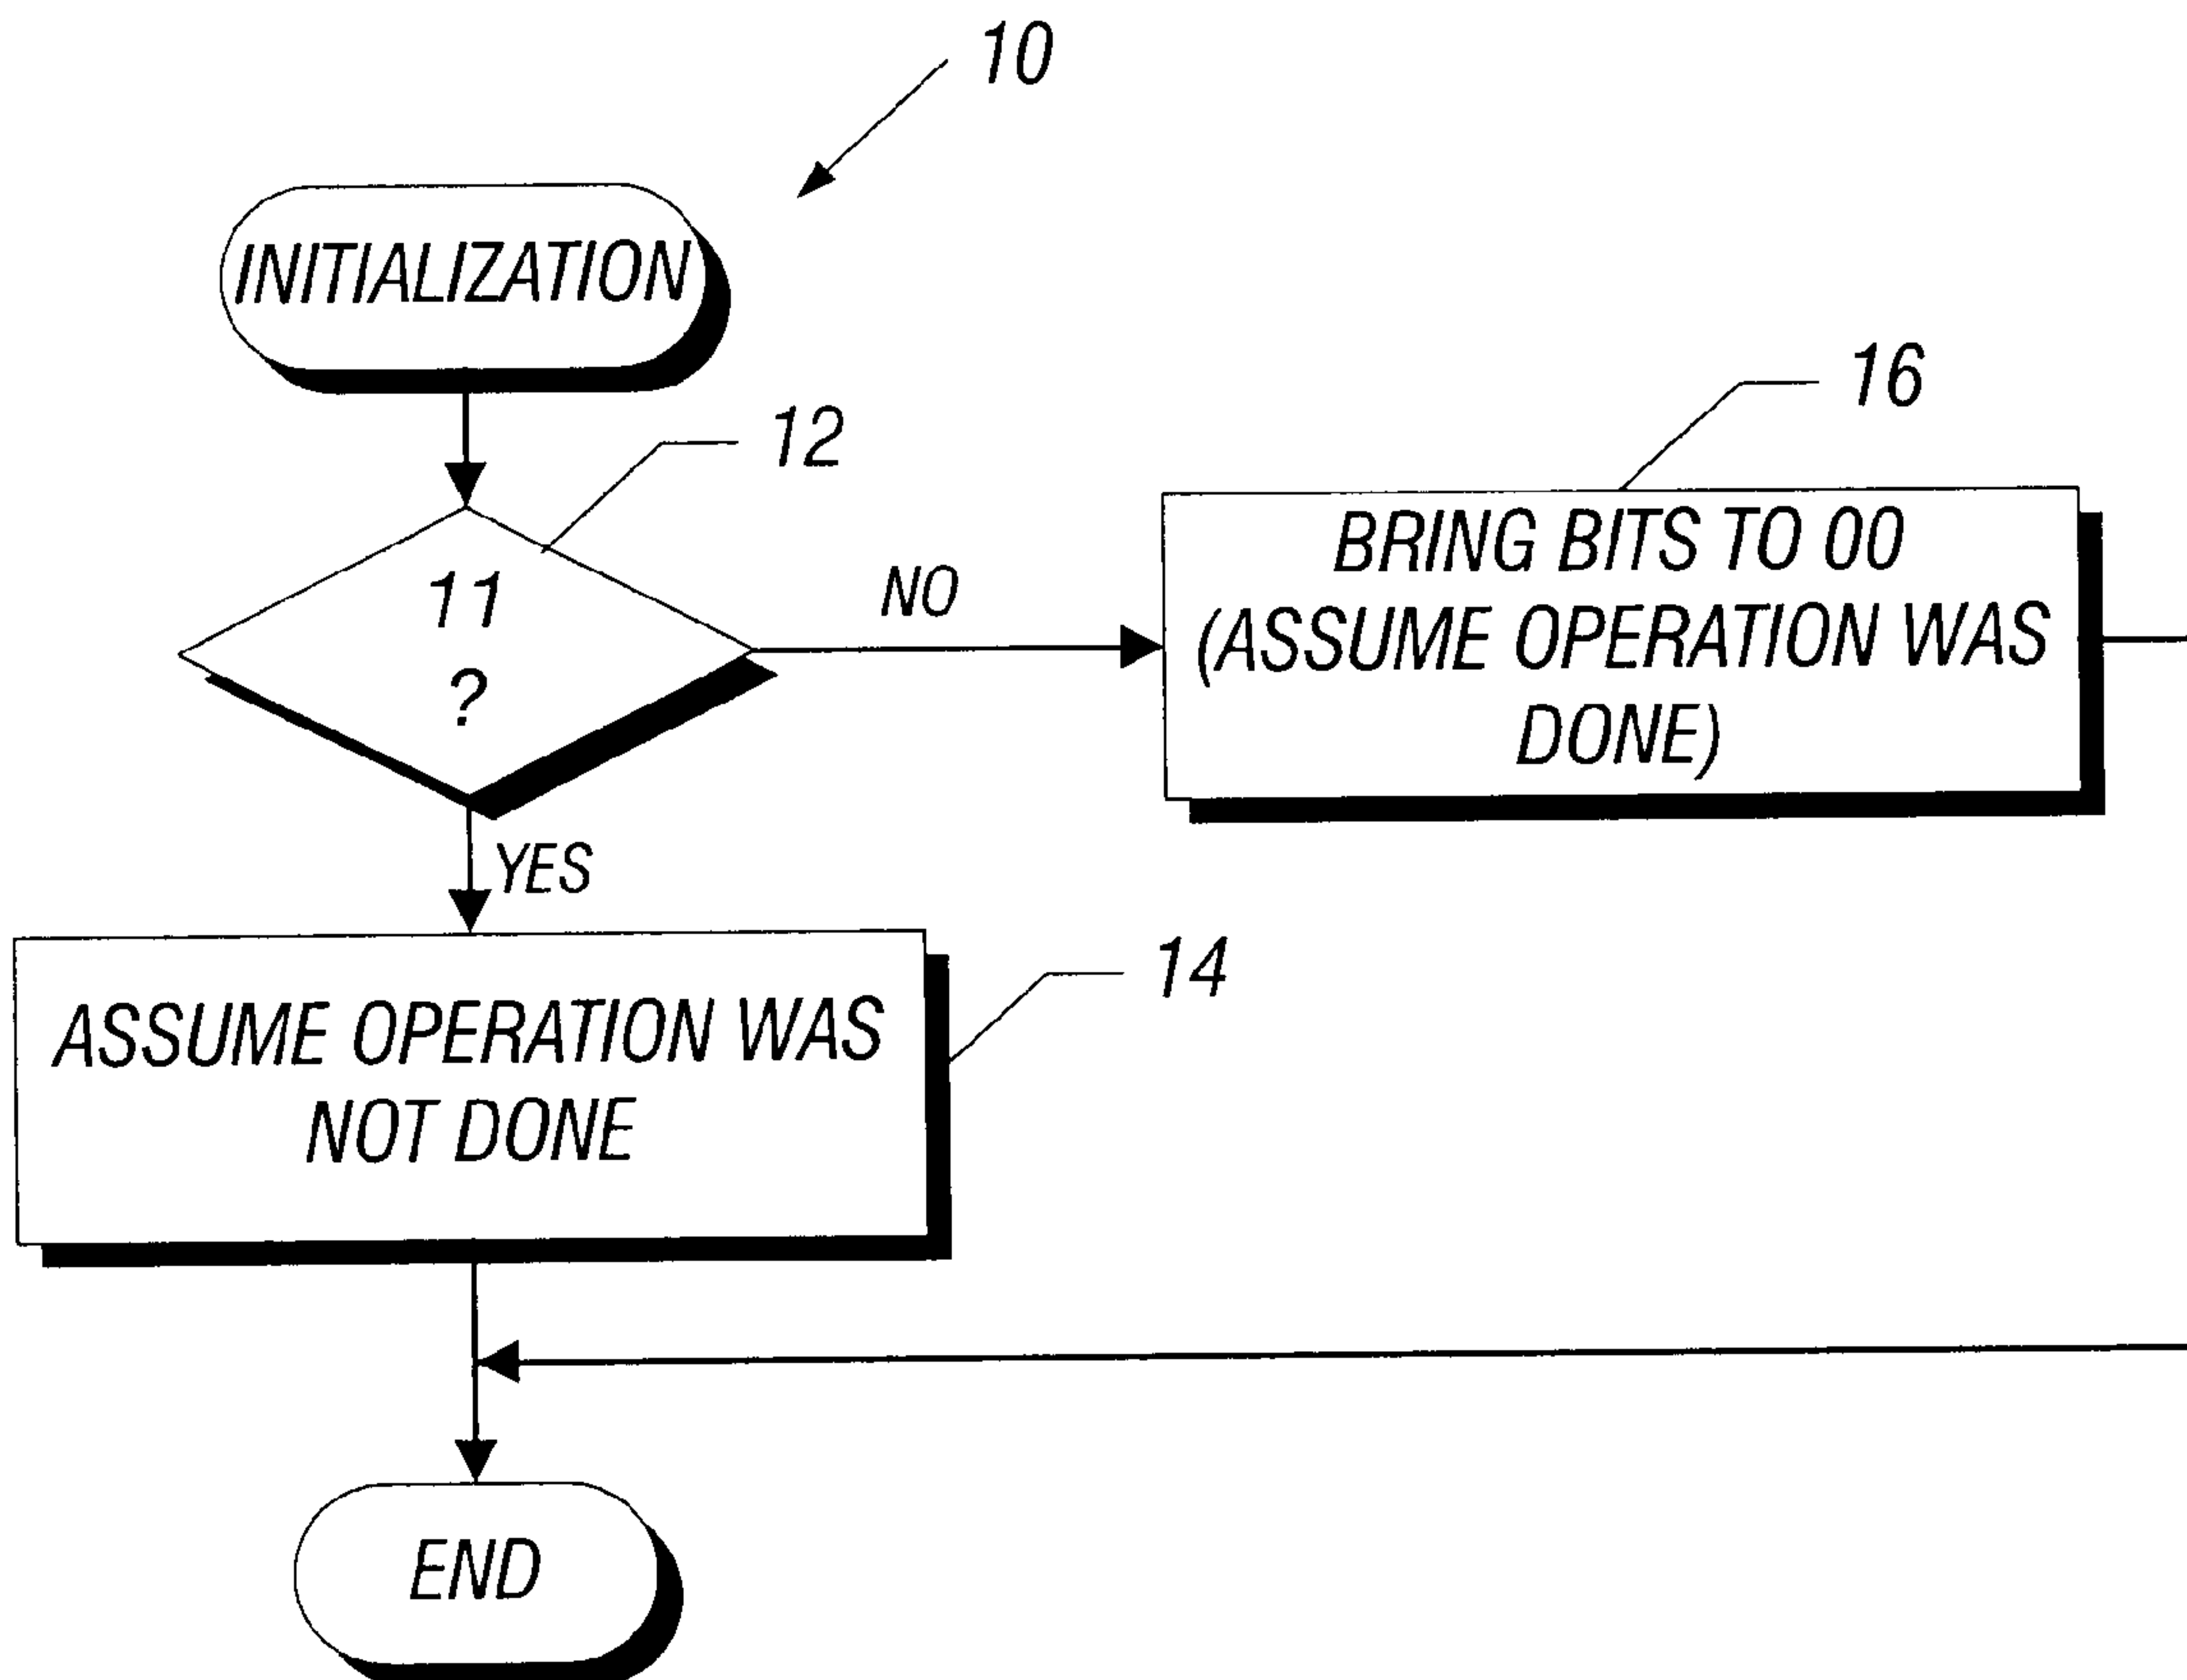 10
INITIALIZATION
12
16
11
?
NO
BRING BITS TO 00
(ASSUME OPERATION WAS
DONE)
YES
14
ASSUME OPERATION WAS
NOT DONE
END